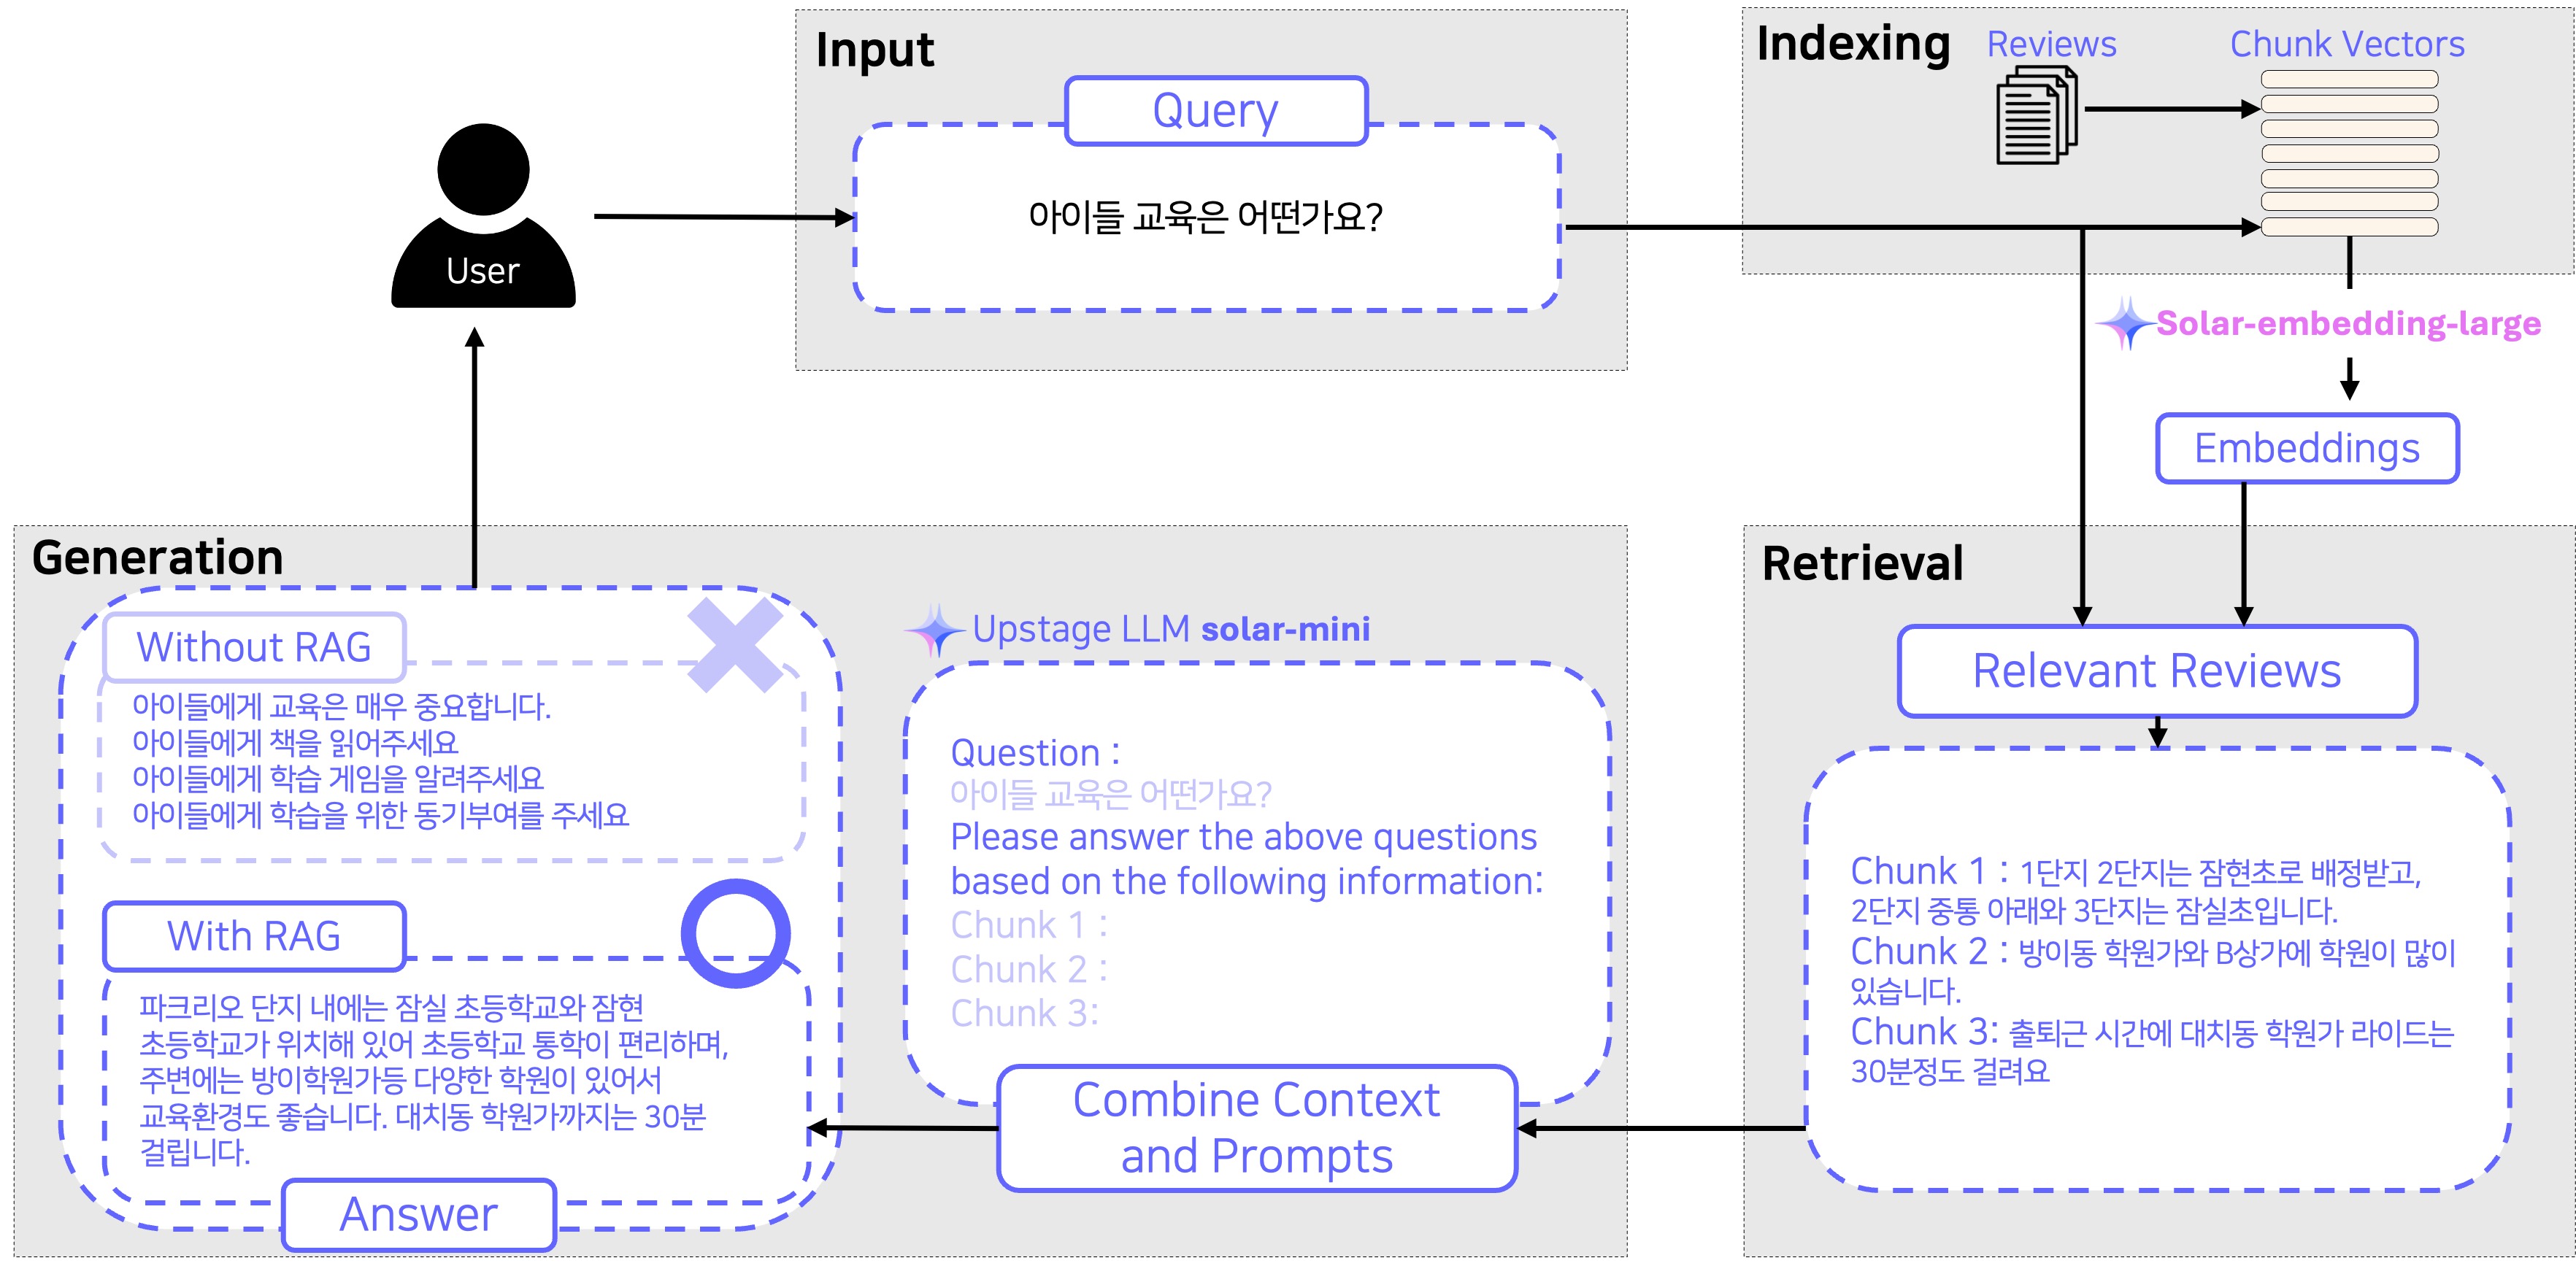 Input
Query
아이들 교육은 어떤가요?
User
Indexing
Reviews
Chunk Vectors
Solar-embedding-large
Embeddings
Retrieval
Relevant Reviews
Chunk 1 : 1단지 2단지는 잠현초로 배정받고,
2단지 중통 아래와 3단지는 잠실초입니다.
Chunk 2 : 방이동 학원가와 B상가에 학원이 많이
있습니다.
Chunk 3: 출퇴근 시간에 대치동 학원가 라이드는
30분정도 걸려요
Generation
Upstage LLM solar-mini
Question :
아이들 교육은 어떤가요?
Please answer the above questions
based on the following information:
Chunk 1 :
Chunk 2 :
Chunk 3:
Combine Context
and Prompts
Without RAG
아이들에게 교육은 매우 중요합니다.
아이들에게 책을 읽어주세요
아이들에게 학습 게임을 알려주세요
아이들에게 학습을 위한 동기부여를 주세요
With RAG
파크리오 단지 내에는 잠실 초등학교와 잠현
초등학교가 위치해 있어 초등학교 통학이 편리하며,
주변에는 방이학원가등 다양한 학원이 있어서
교육환경도 좋습니다. 대치동 학원가까지는 30분
걸립니다.
Answer